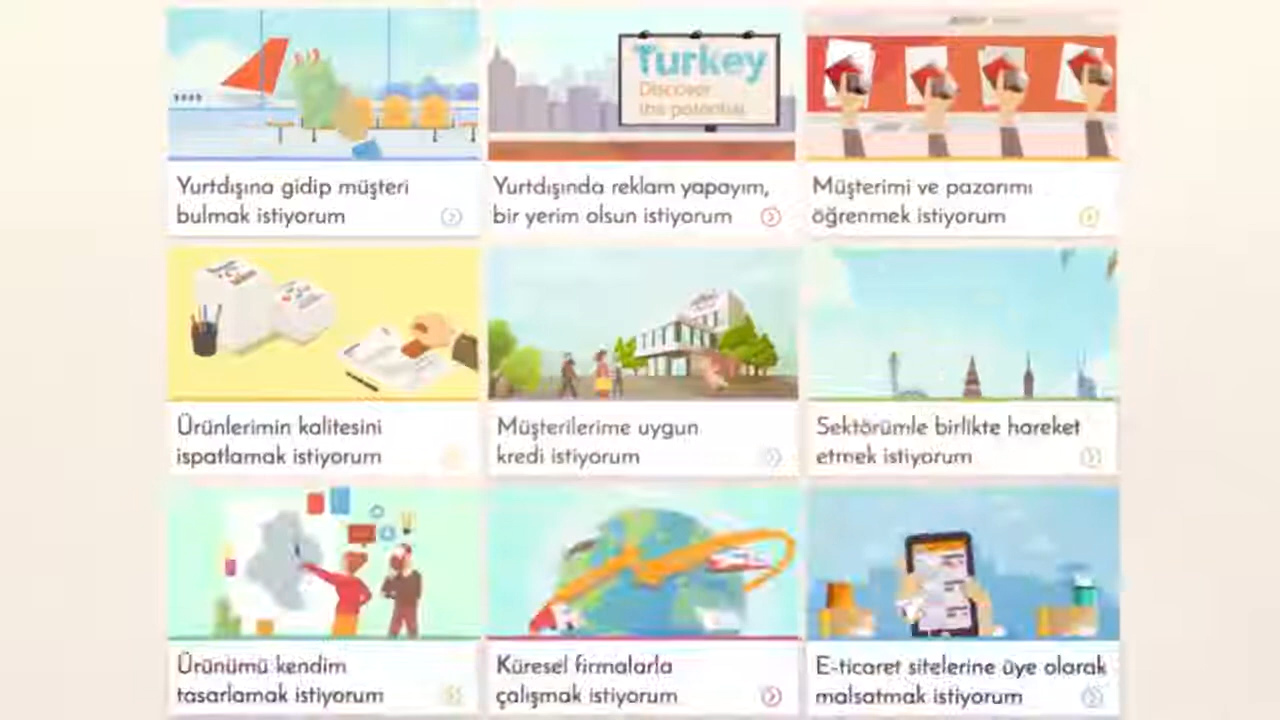 Turkey
Discover
the potential
Yurtdışına gidip müşteri
bulmak istiyorum
Yurtdışında reklam yapayım,
bir yerim olsun istiyorum
Müşterimi ve pazarımı
öğrenmek istiyorum
Ürünlerimin kalitesini
ispatlamak istiyorum
Müşterilerime uygun
kredi istiyorum
Sektörümle birlikte hareket
etmek istiyorum
Ürünümü kendim
tasarlamak istiyorum
Küresel firmalarla
çalışmak istiyorum
E-ticaret sitelerine üye olarak
malsatmak istiyorum